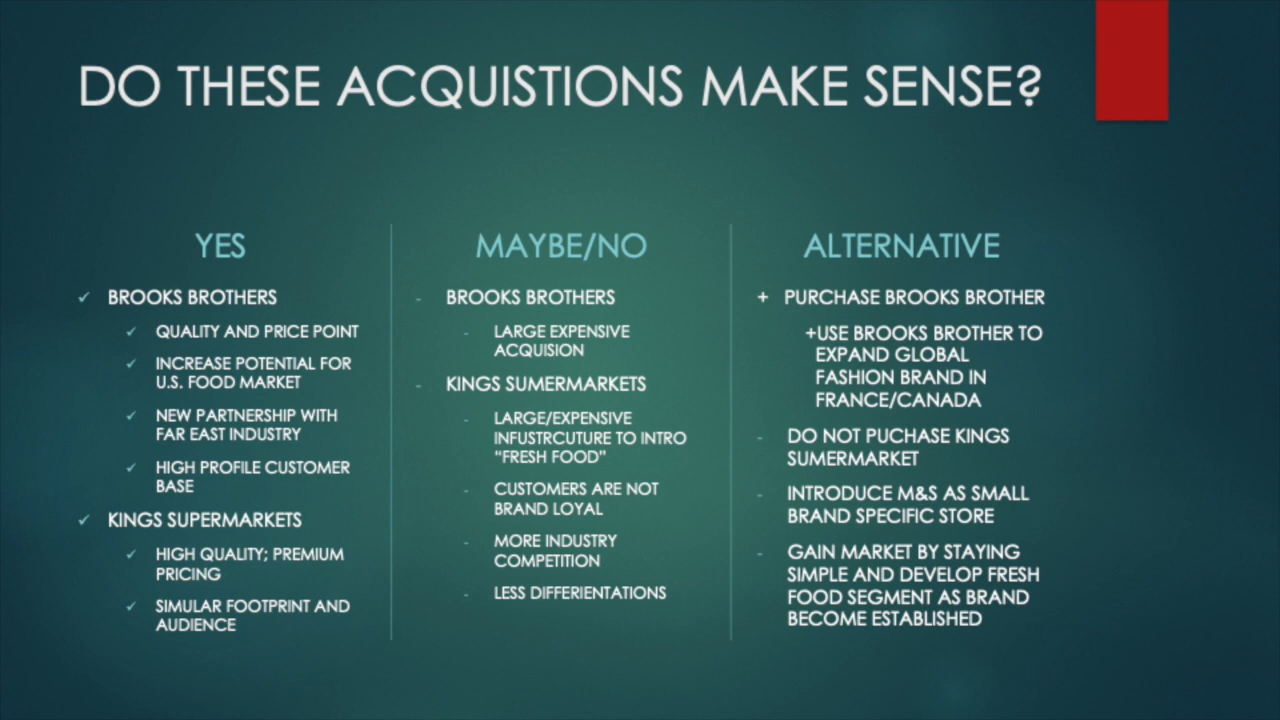 DO THESE ACQUISTIONS MAKE SENSE?
YES
✓ BROOKS BROTHERS
✓ QUALITY AND PRICE POINT
✓ INCREASE POTENTIAL FOR
U.S. FOOD MARKET
✓ NEW PARTNERSHIP WITH
FAR EAST INDUSTRY
✓ HIGH PROFILE CUSTOMER
BASE
✓ KINGS SUPERMARKETS
✓ HIGH QUALITY; PREMIUM
PRICING
✓ SIMULAR FOOTPRINT AND
AUDIENCE
MAYBE/NO
- BROOKS BROTHERS
- LARGE EXPENSIVE
ACQUISION
- KINGS SUMERMARKETS
- LARGE/EXPENSIVE
INFUSTRCUTURE TO INTRO
“FRESH FOOD”
- CUSTOMERS ARE NOT
BRAND LOYAL
- MORE INDUSTRY
COMPETITION
- LESS DIFFERIENTATIONS
ALTERNATIVE
+ PURCHASE BROOKS BROTHER
+USE BROOKS BROTHER TO
EXPAND GLOBAL
FASHION BRAND IN
FRANCE/CANADA
- DO NOT PUCHASE KINGS
SUMERMARKET
- INTRODUCE M&S AS SMALL
BRAND SPECIFIC STORE
- GAIN MARKET BY STAYING
SIMPLE AND DEVELOP FRESH
FOOD SEGMENT AS BRAND
BECOME ESTABLISHED